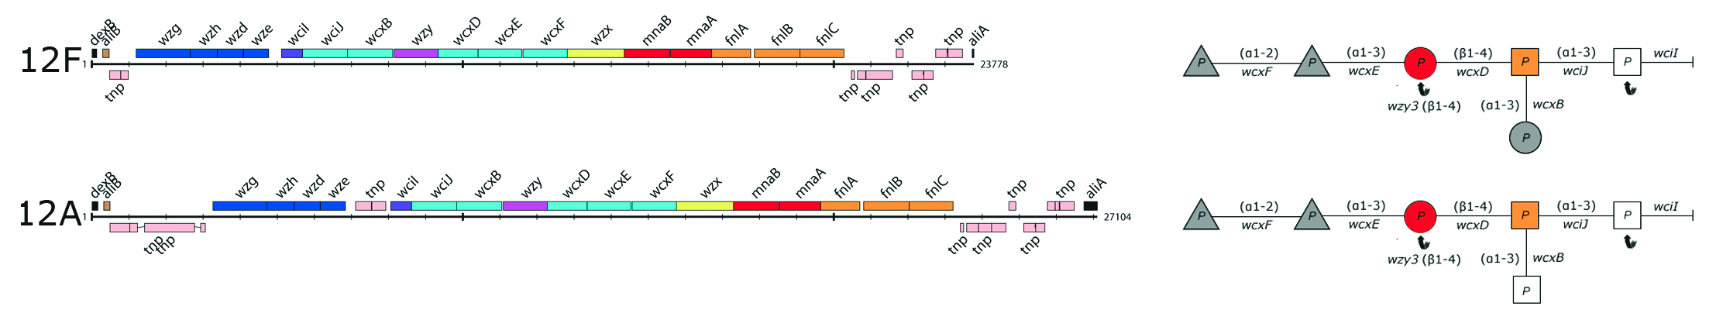 dexB aliB wzg wzh wzd wze wciI wciJ wcxB wzy wcxD wcxE wcxF wzx mnaB mnaA fnlA fnlB fnlC tnp tnp aliA
12F 1 23778
tnp tnp tnp tnp
P (α1-2) wcxF P (α1-3) wcxE P (β1-4) wcxD P (α1-3) wciJ P wciI
wzy3 (β1-4) (α1-3) wcxB
P
dexB aliB wzg wzh wzd wze tnp wciI wciJ wcxB wzy wcxD wcxE wcxF wzx mnaB mnaA fnlA fnlB fnlC tnp tnp aliA
12A 1 27104
tnp tnp tnp tnp tnp
P (α1-2) wcxF P (α1-3) wcxE P (β1-4) wcxD P (α1-3) wciJ P wciI
wzy3 (β1-4) (α1-3) wcxB
P